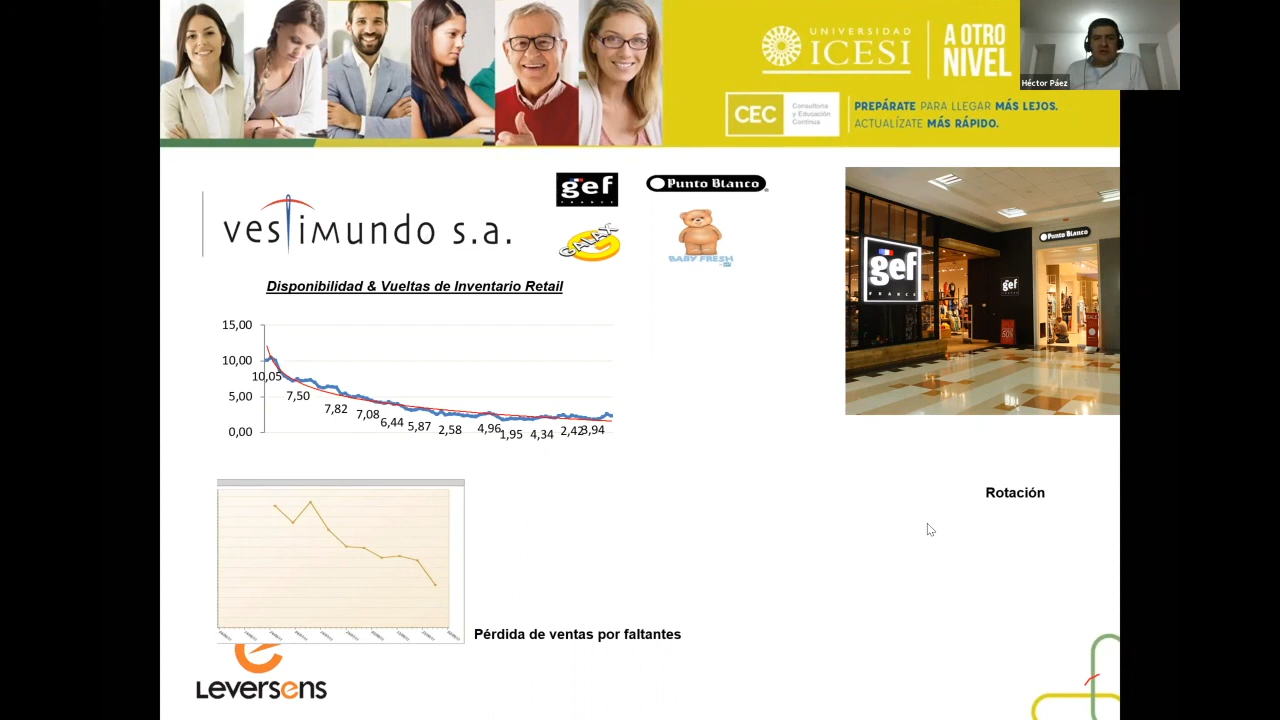 UNIVERSIDAD
ICESI
A OTRO
NIVEL
Héctor Páez
CEC
Consultoría
y Educación
Continua
PREPÁRATE PARA LLEGAR MÁS LEJOS.
ACTUALÍZATE MÁS RÁPIDO.
vestimundo s.a.
gef
FRANCE
Punto Blanco
GALAX
G
BABY FRESH
Punto Blanco
gef
FRANCE
gef
50%
Disponibilidad & Vueltas de Inventario Retail
15,00
10,00
5,00
0,00
10,05
7,50
7,82
7,08
6,44
5,87
2,58
4,96
1,95
4,34
2,42
3,94
Rotación
Pérdida de ventas por faltantes
Leversens